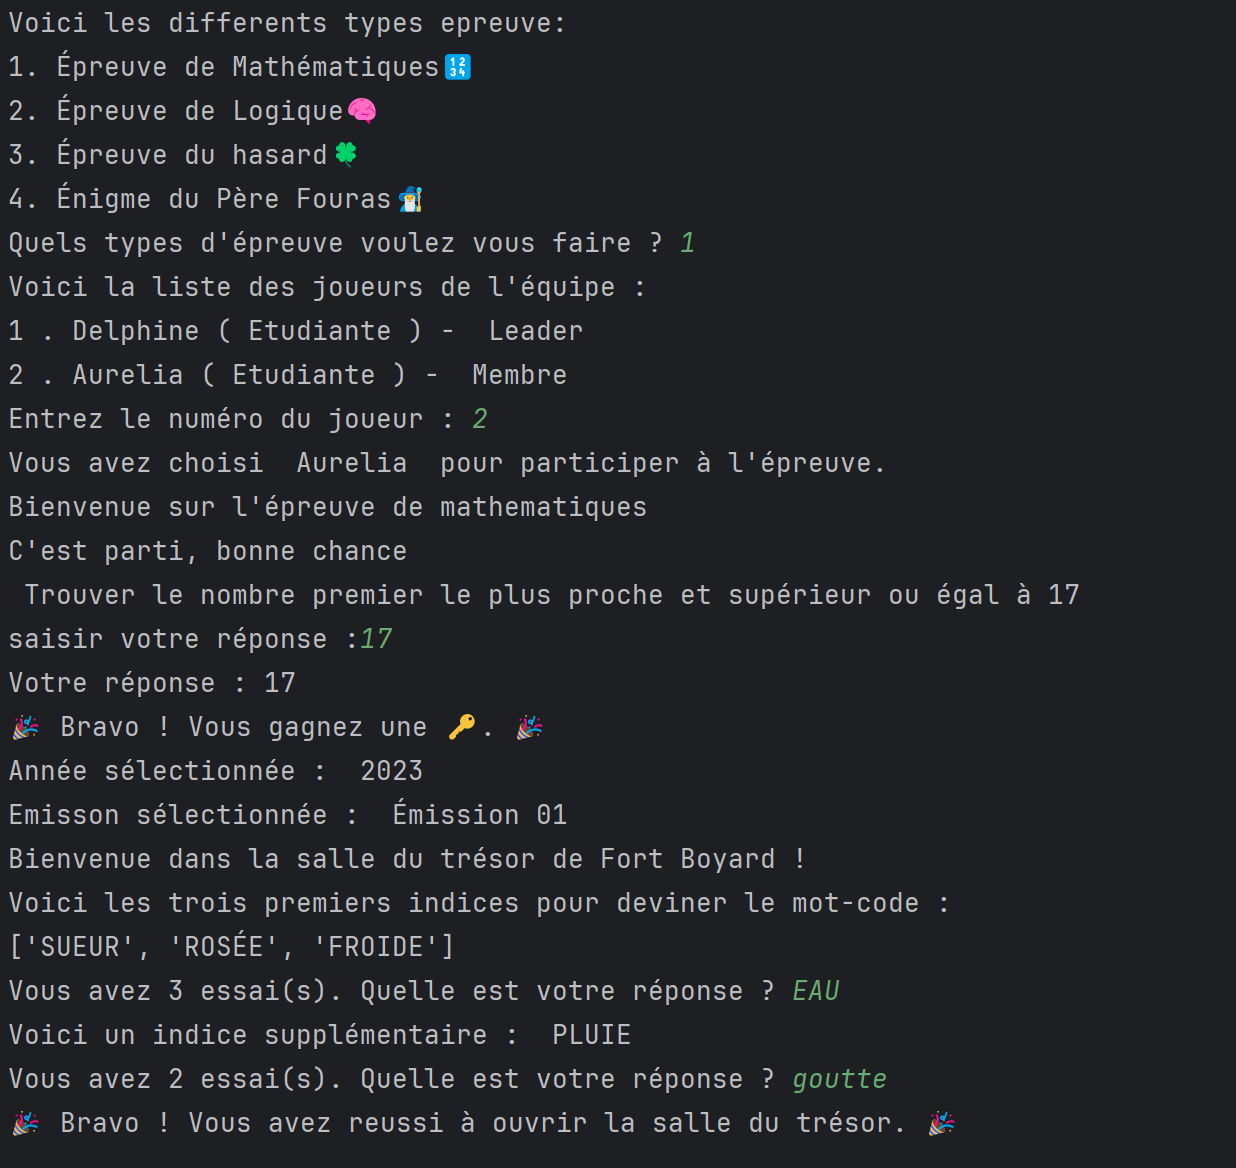 Voici les differents types epreuve:
1. Épreuve de Mathématiques🔢
2. Épreuve de Logique🧠
3. Épreuve du hasard🍀
4. Énigme du Père Fouras🧙‍♂️
Quels types d'épreuve voulez vous faire ? 1
Voici la liste des joueurs de l'équipe :
1 . Delphine ( Etudiante ) -  Leader
2 . Aurelia ( Etudiante ) -  Membre
Entrez le numéro du joueur : 2
Vous avez choisi  Aurelia  pour participer à l'épreuve.
Bienvenue sur l'épreuve de mathematiques
C'est parti, bonne chance
 Trouver le nombre premier le plus proche et supérieur ou égal à 17
saisir votre réponse :17
Votre réponse : 17
🎉 Bravo ! Vous gagnez une 🔑. 🎉
Année sélectionnée :  2023
Emisson sélectionnée :  Émission 01
Bienvenue dans la salle du trésor de Fort Boyard !
Voici les trois premiers indices pour deviner le mot-code :
['SUEUR', 'ROSÉE', 'FROIDE']
Vous avez 3 essai(s). Quelle est votre réponse ? EAU
Voici un indice supplémentaire :  PLUIE
Vous avez 2 essai(s). Quelle est votre réponse ? goutte
🎉 Bravo ! Vous avez reussi à ouvrir la salle du trésor. 🎉